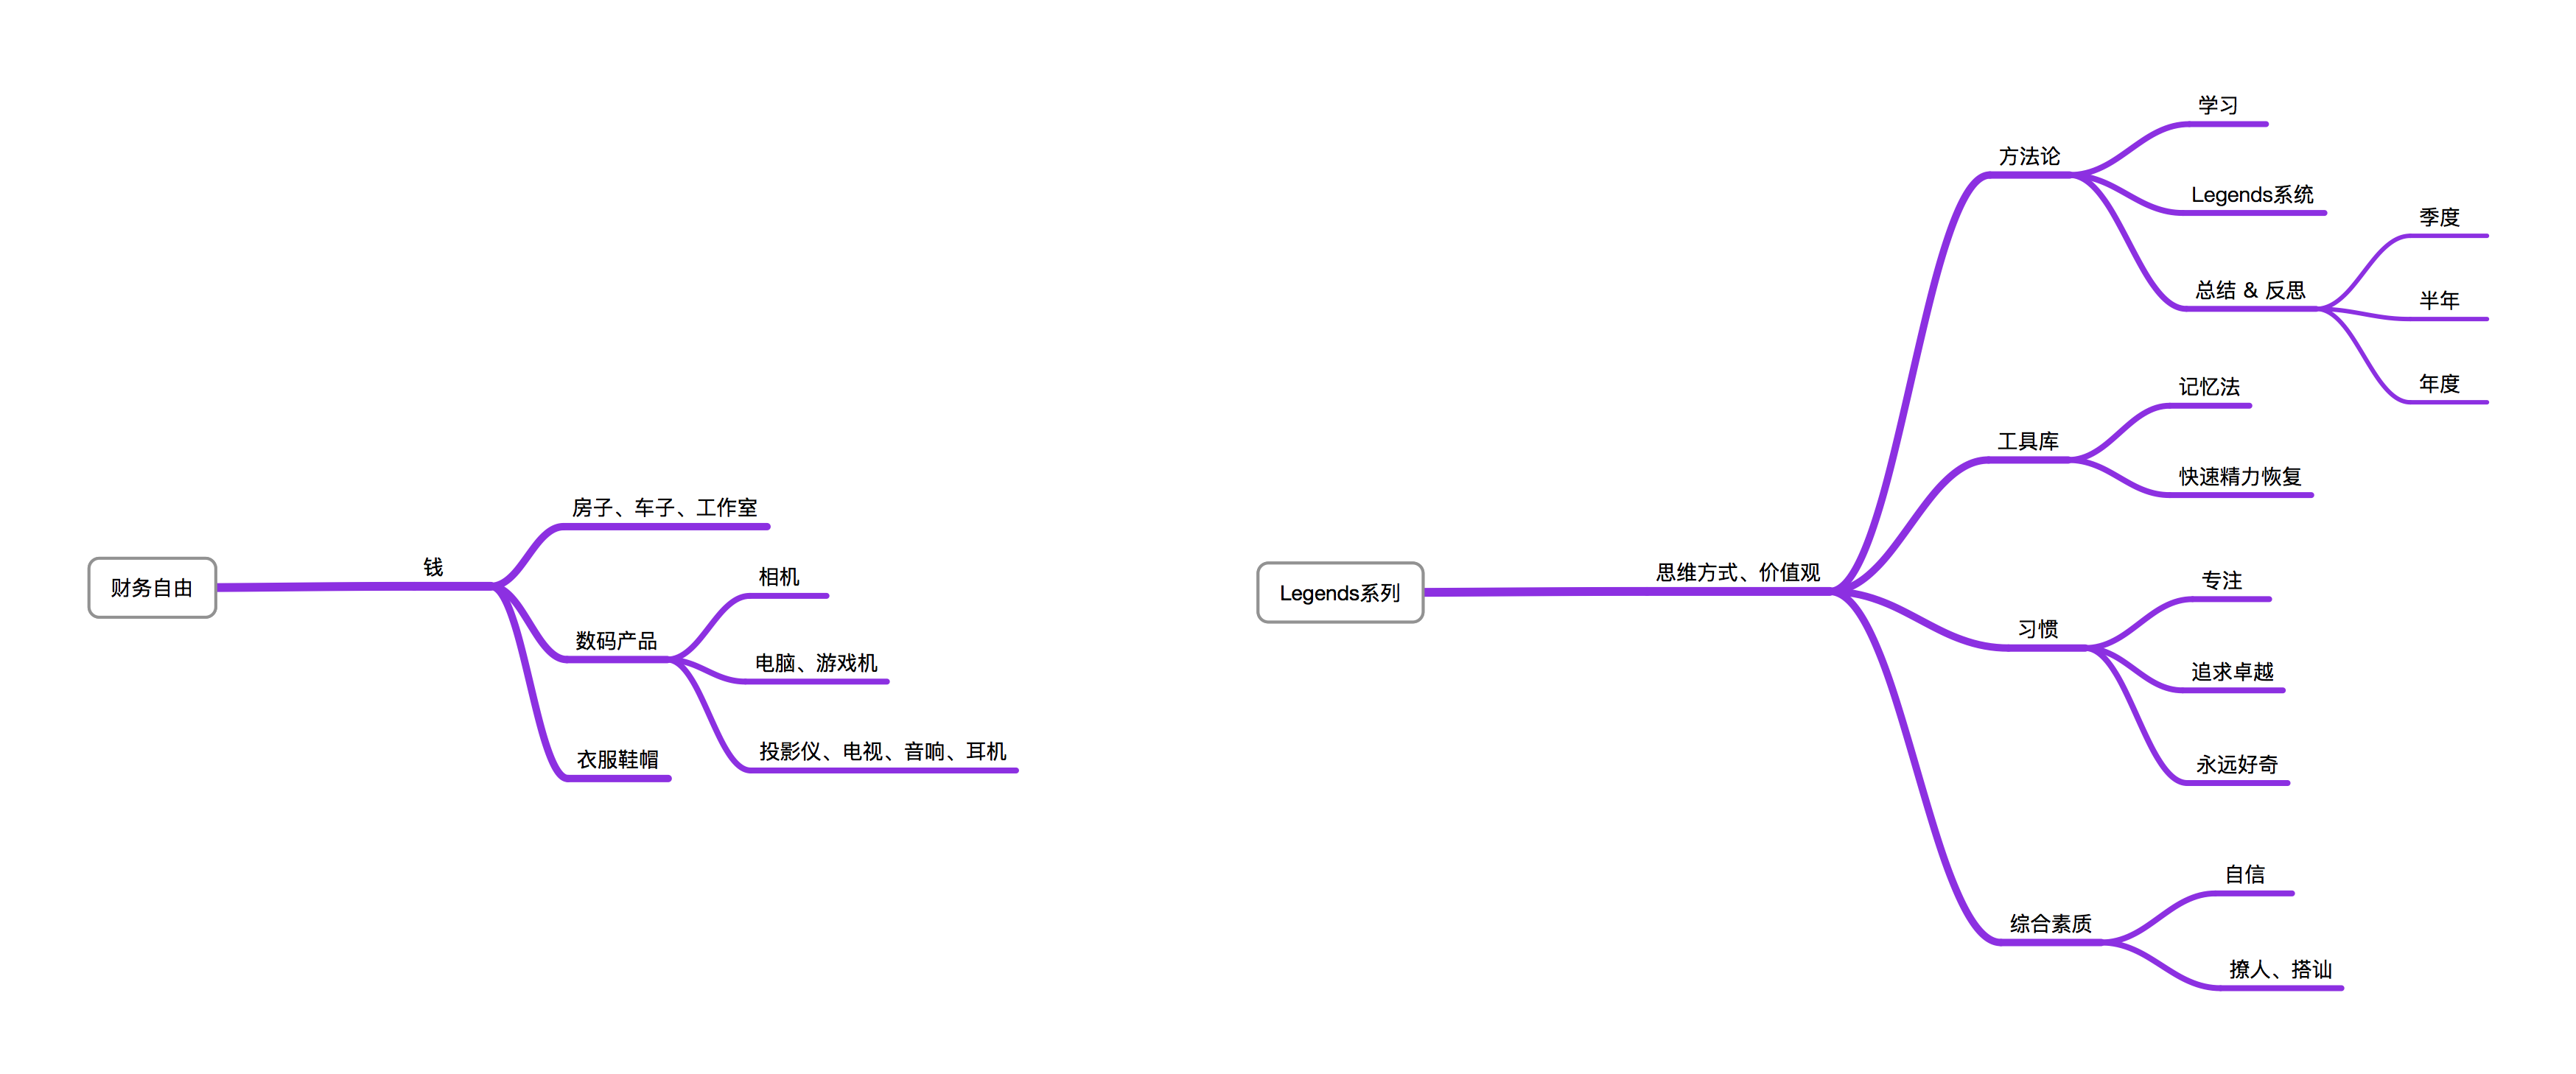 财务自由
钱
房子、车子、工作室
数码产品
相机
电脑、游戏机
投影仪、电视、音响、耳机
衣服鞋帽
Legends系列
思维方式、价值观
方法论
学习
Legends系统
总结 & 反思
季度
半年
年度
工具库
记忆法
快速精力恢复
习惯
专注
追求卓越
永远好奇
综合素质
自信
撩人、搭讪